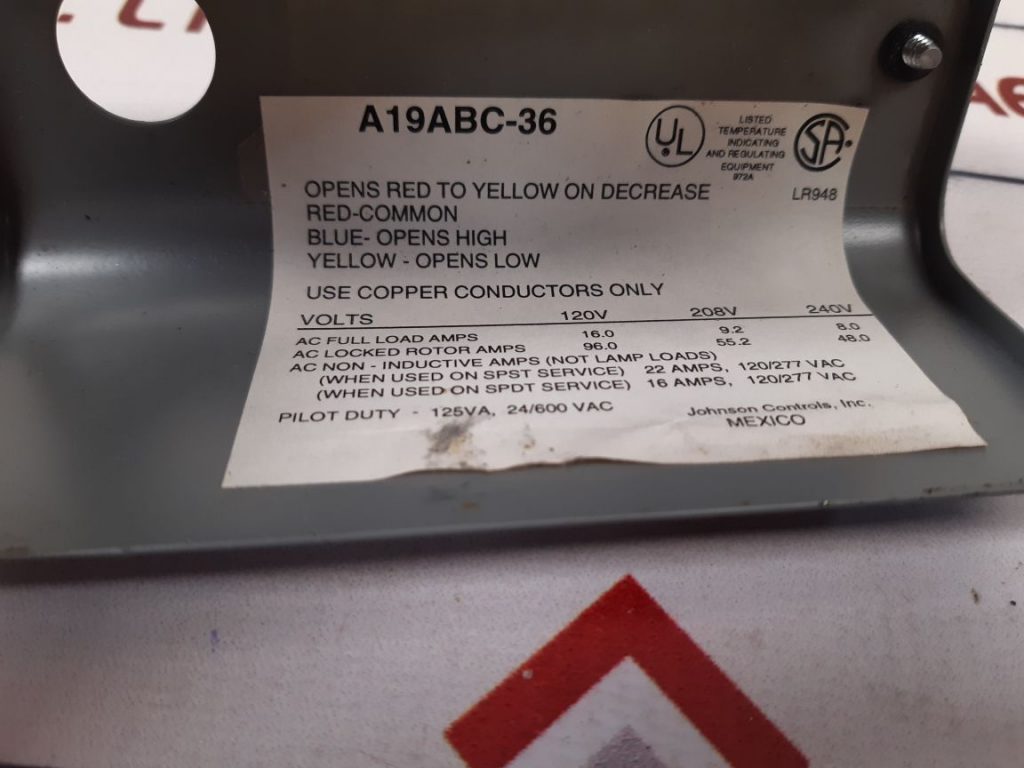 A19ABC-36
UL
LISTED
TEMPERATURE
INDICATING
AND REGULATING
EQUIPMENT
972A
SA
LR948
OPENS RED TO YELLOW ON DECREASE
RED-COMMON
BLUE- OPENS HIGH
YELLOW - OPENS LOW
USE COPPER CONDUCTORS ONLY
VOLTS 120V 208V 240V
AC FULL LOAD AMPS 16.0 9.2 8.0
AC LOCKED ROTOR AMPS 96.0 55.2 48.0
AC NON - INDUCTIVE AMPS (NOT LAMP LOADS)
(WHEN USED ON SPST SERVICE) 22 AMPS, 120/277 VAC
(WHEN USED ON SPDT SERVICE) 16 AMPS, 120/277 VAC
PILOT DUTY - 125VA, 24/600 VAC
Johnson Controls, Inc.
MEXICO